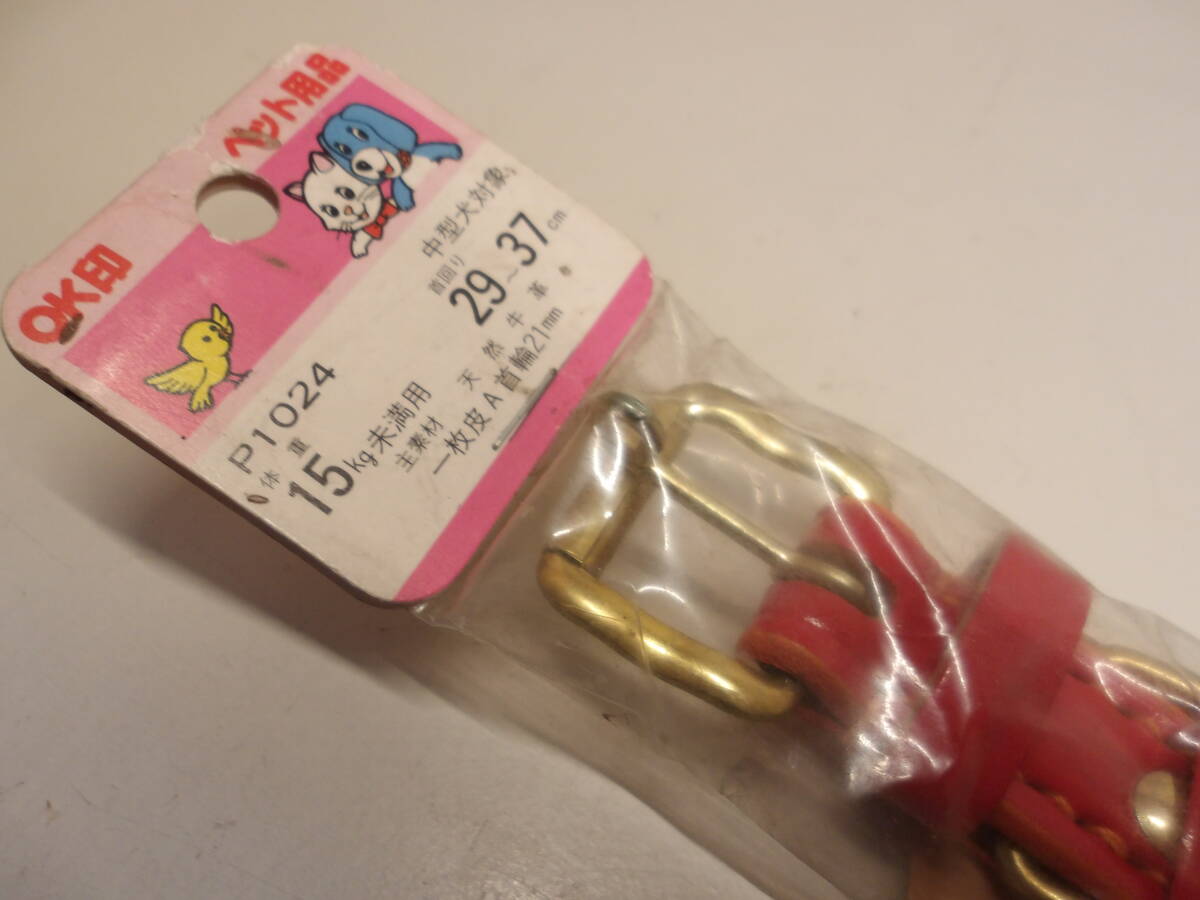 OK印 ペット用品
P1024 中型犬対象。
体重 首回り
15kg未満用 29~37cm
主素材 天然牛革
一枚皮A首輪21mm